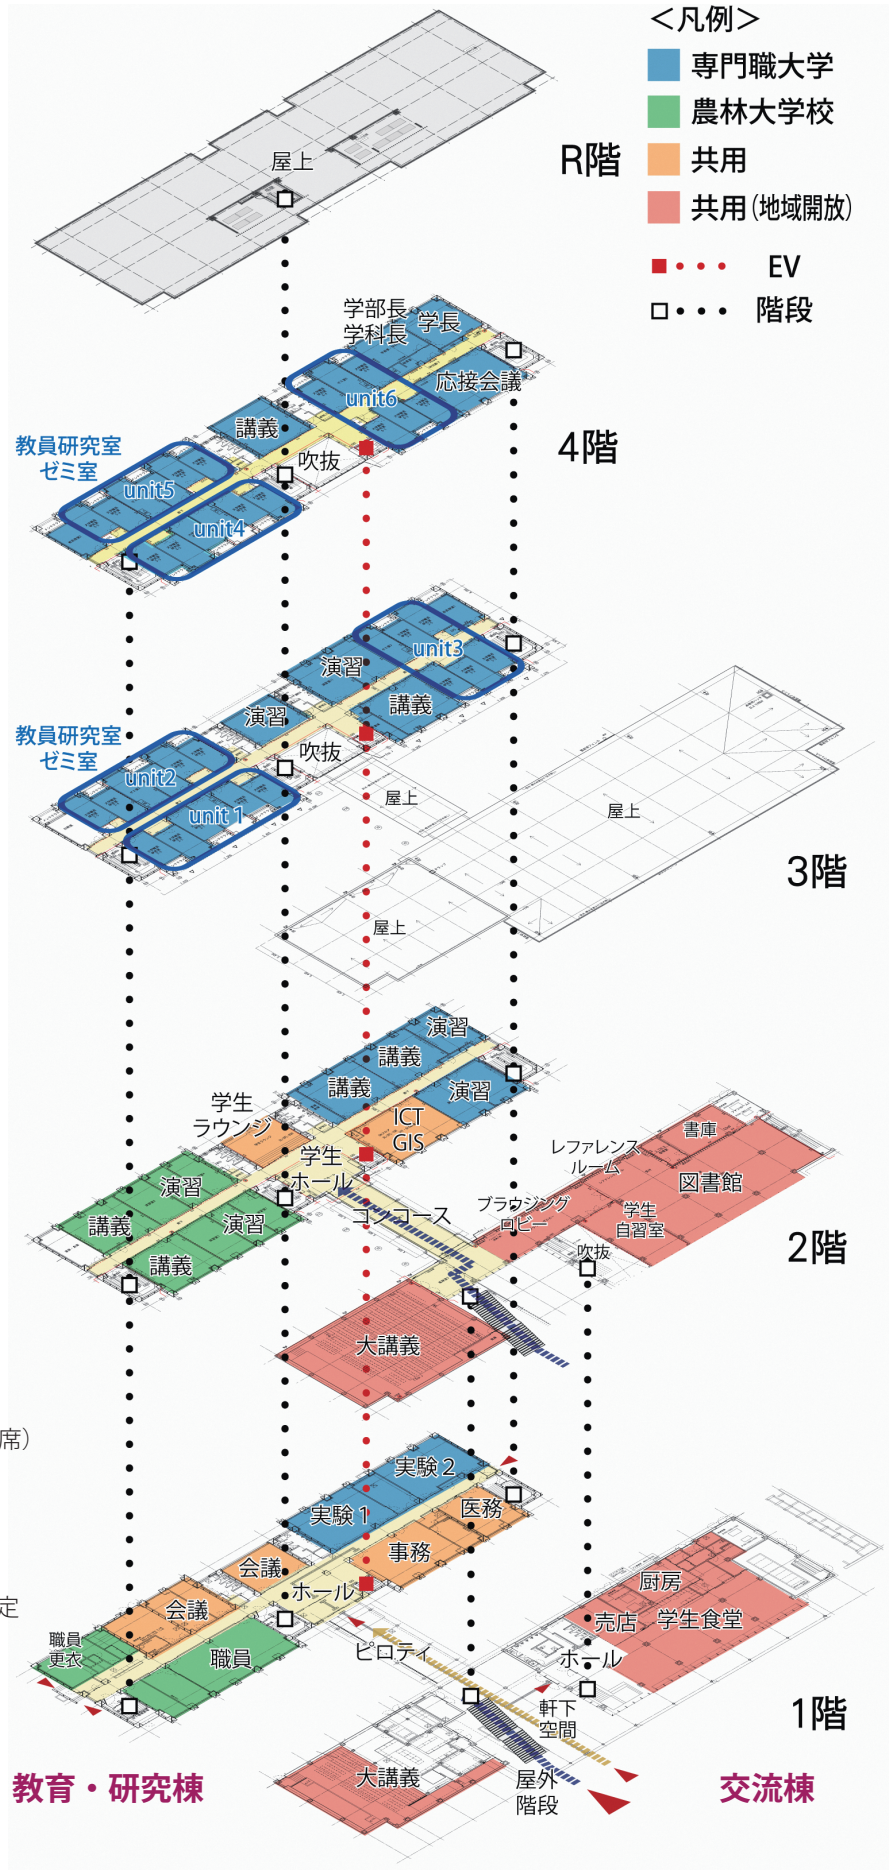 ＜凡例＞
専門職大学
農林大学校
共用
共用（地域開放）
EV
階段
屋上
R階
学部長
学科長
学長
応接会議
unit6
講義
吹抜
教員研究室
ゼミ室
unit5
unit4
4階
unit3
演習
講義
演習
吹抜
教員研究室
ゼミ室
unit2
unit 1
屋上
屋上
屋上
3階
演習
講義
講義
演習
ICT
GIS
学生
ラウンジ
学生
ホール
コンコース
演習
講義
演習
講義
書庫
レファレンス
ルーム
図書館
ブラウジング
ロビー
学生
自習室
吹抜
大講義
2階
席）
実験２
実験１
医務
事務
会議
ホール
会議
定
職員
更衣
職員
ピロティ
厨房
売店
学生食堂
ホール
軒下
空間
大講義
屋外
階段
1階
教育・研究棟
交流棟